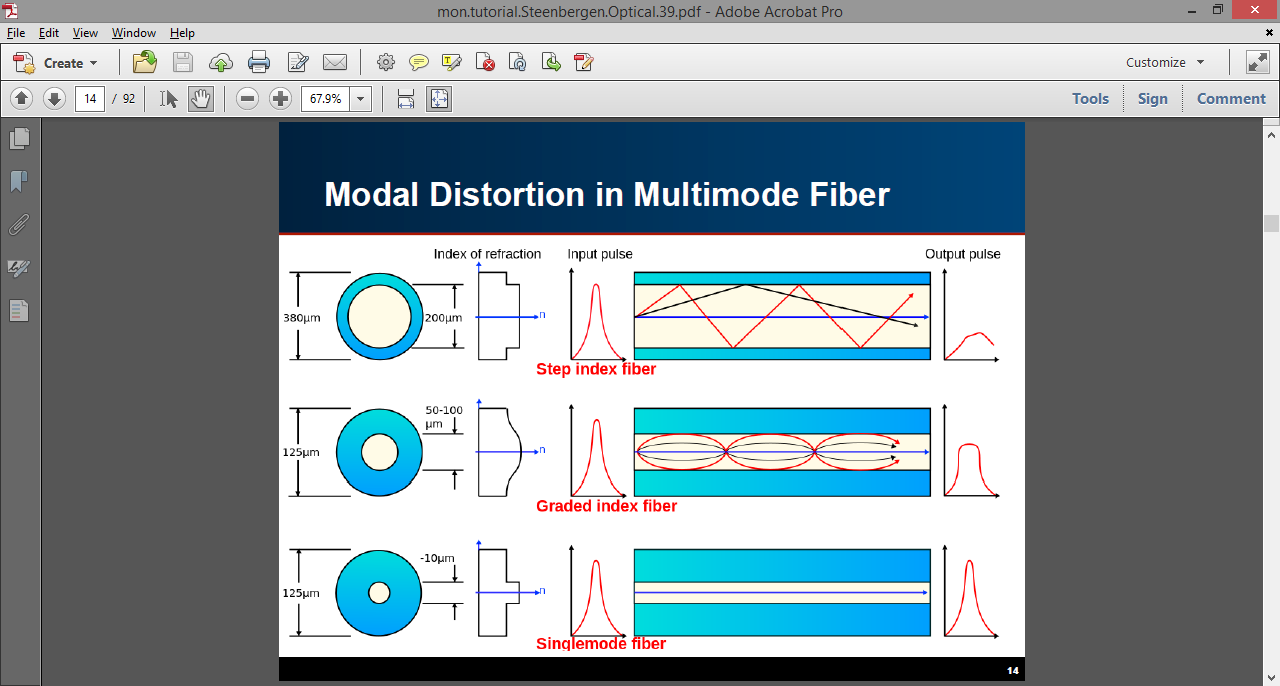 mon.tutorial.Steenbergen.Optical.39.pdf - Adobe Acrobat Pro
File Edit View Window Help
Create
Customize
14 / 92
67.9%
Tools Sign Comment
Modal Distortion in Multimode Fiber
Index of refraction Input pulse Output pulse
380μm
200μm
n
Step index fiber
50-100
μm
125μm
n
Graded index fiber
-10μm
125μm
n
Singlemode fiber
14